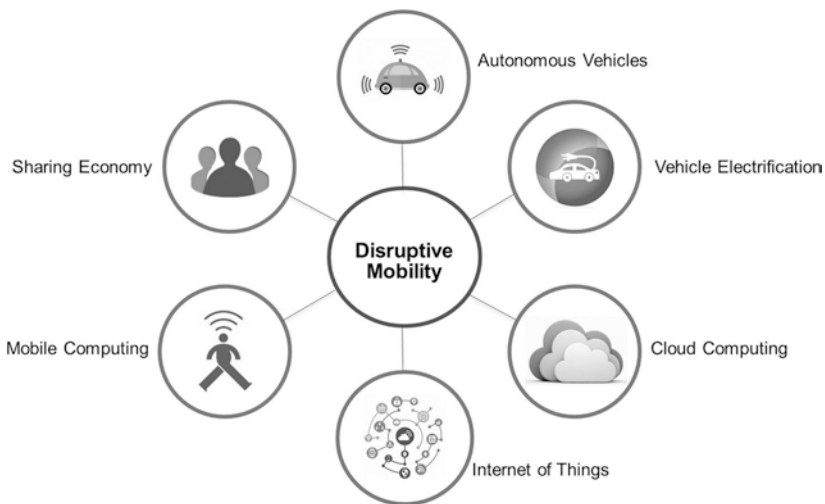 Autonomous Vehicles
Sharing Economy
Vehicle Electrification
Disruptive
Mobility
Mobile Computing
Cloud Computing
Internet of Things